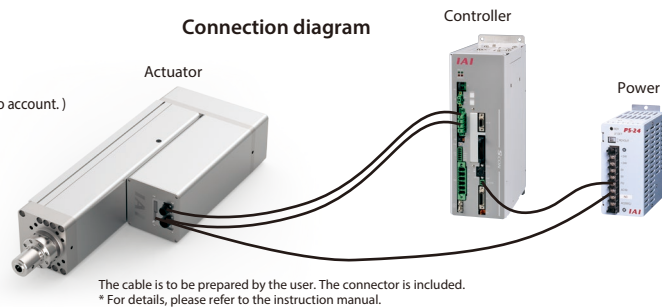 Connection diagram
Controller
Actuator
Power
o account. )
IAI
PS-24
IAI
IAI
The cable is to be prepared by the user. The connector is included.
* For details, please refer to the instruction manual.